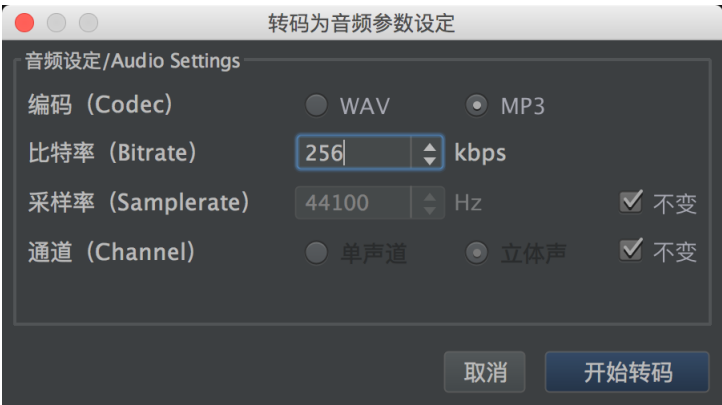 转码为音频参数设定
音频设定/Audio Settings
编码（Codec） WAV MP3
比特率（Bitrate） 256 kbps
采样率（Samplerate） 44100 Hz 不变
通道（Channel） 单声道 立体声 不变
取消 开始转码